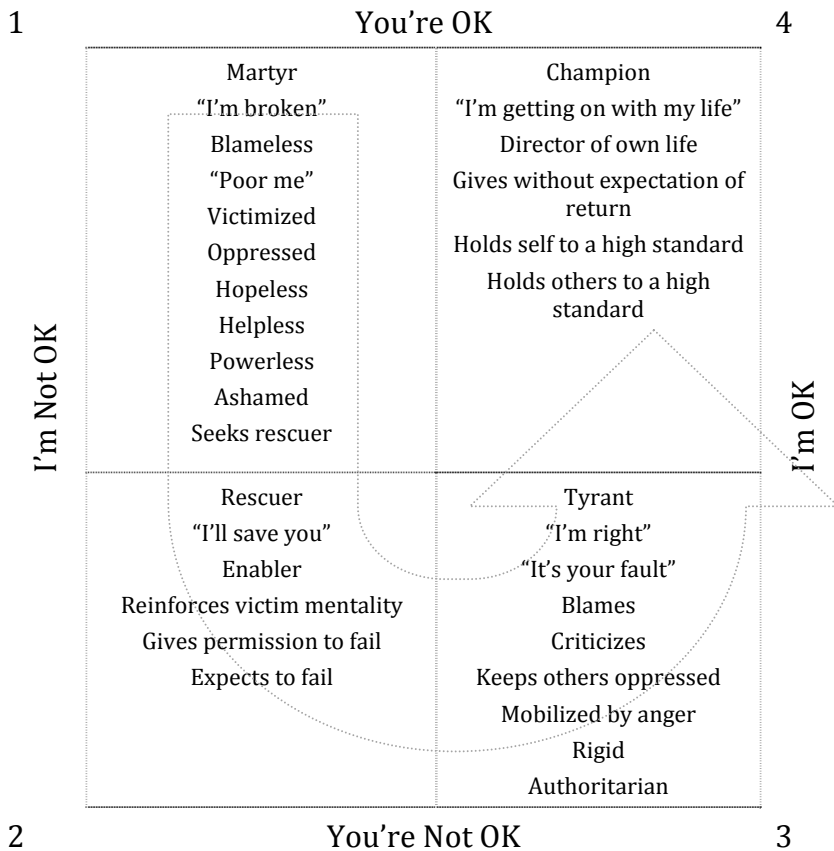 1
You’re OK
4
Martyr
“I’m broken”
Blameless
“Poor me”
Victimized
Oppressed
Hopeless
Helpless
Powerless
Ashamed
Seeks rescuer
Champion
“I’m getting on with my life”
Director of own life
Gives without expectation of
return
Holds self to a high standard
Holds others to a high
standard
I’m Not OK
I’m OK
Rescuer
“I’ll save you”
Enabler
Reinforces victim mentality
Gives permission to fail
Expects to fail
Tyrant
“I’m right”
“It’s your fault”
Blames
Criticizes
Keeps others oppressed
Mobilized by anger
Rigid
Authoritarian
2
You’re Not OK
3